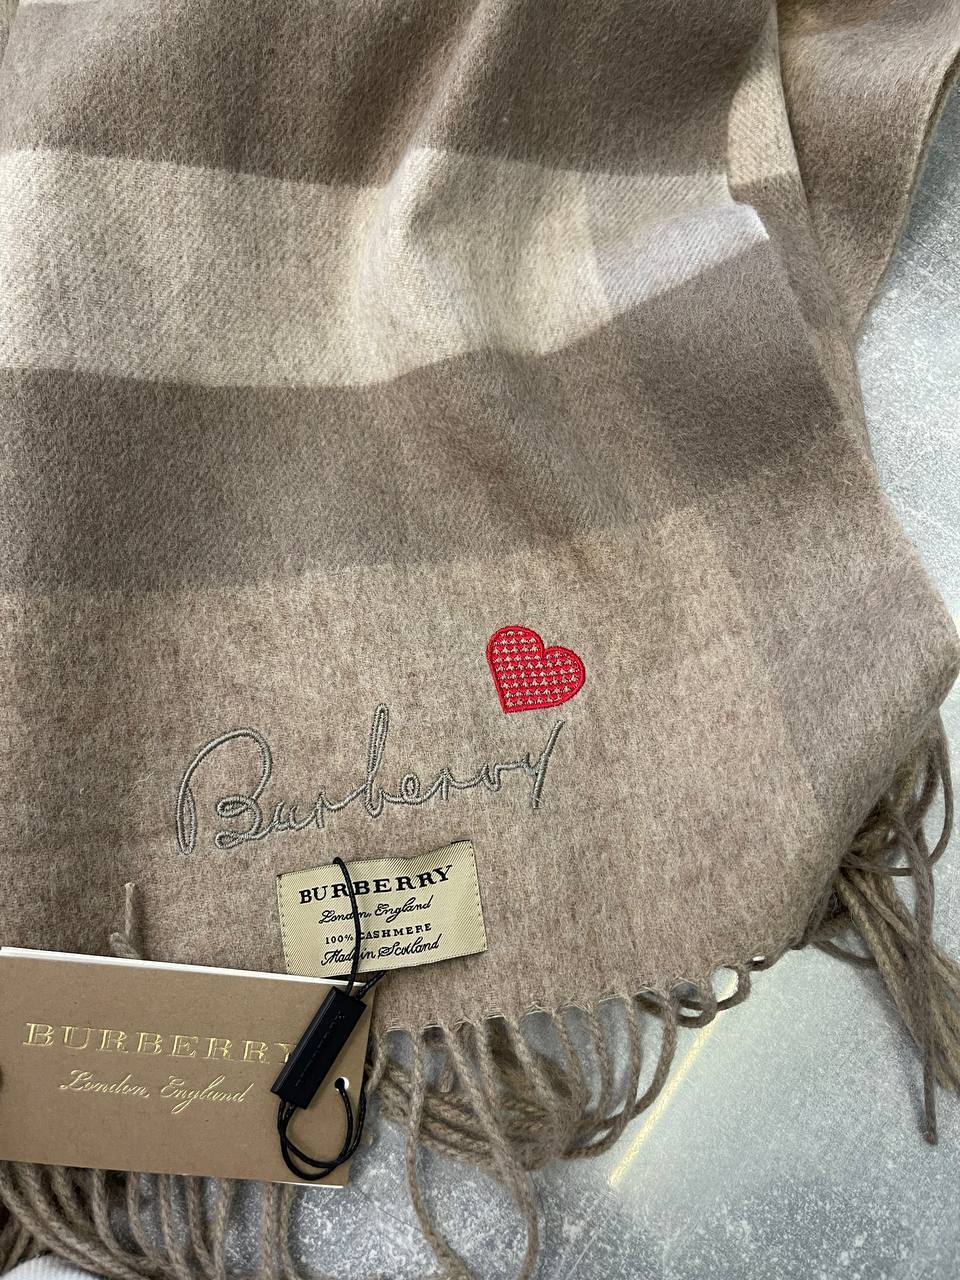 Burberry
BURBERRY
London, England
100% CASHMERE
Made in Scotland
BURBERRY
London, England